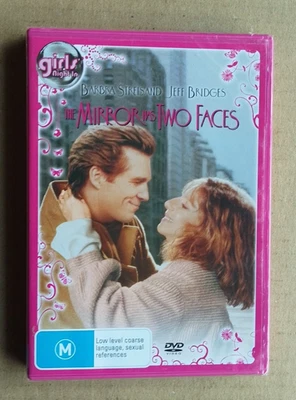 girls
Night In
BARBRA STREISAND JEFF BRIDGES
THE MIRROR HAS TWO FACES
M
Low level coarse
language, sexual
references
DVD
VIDEO